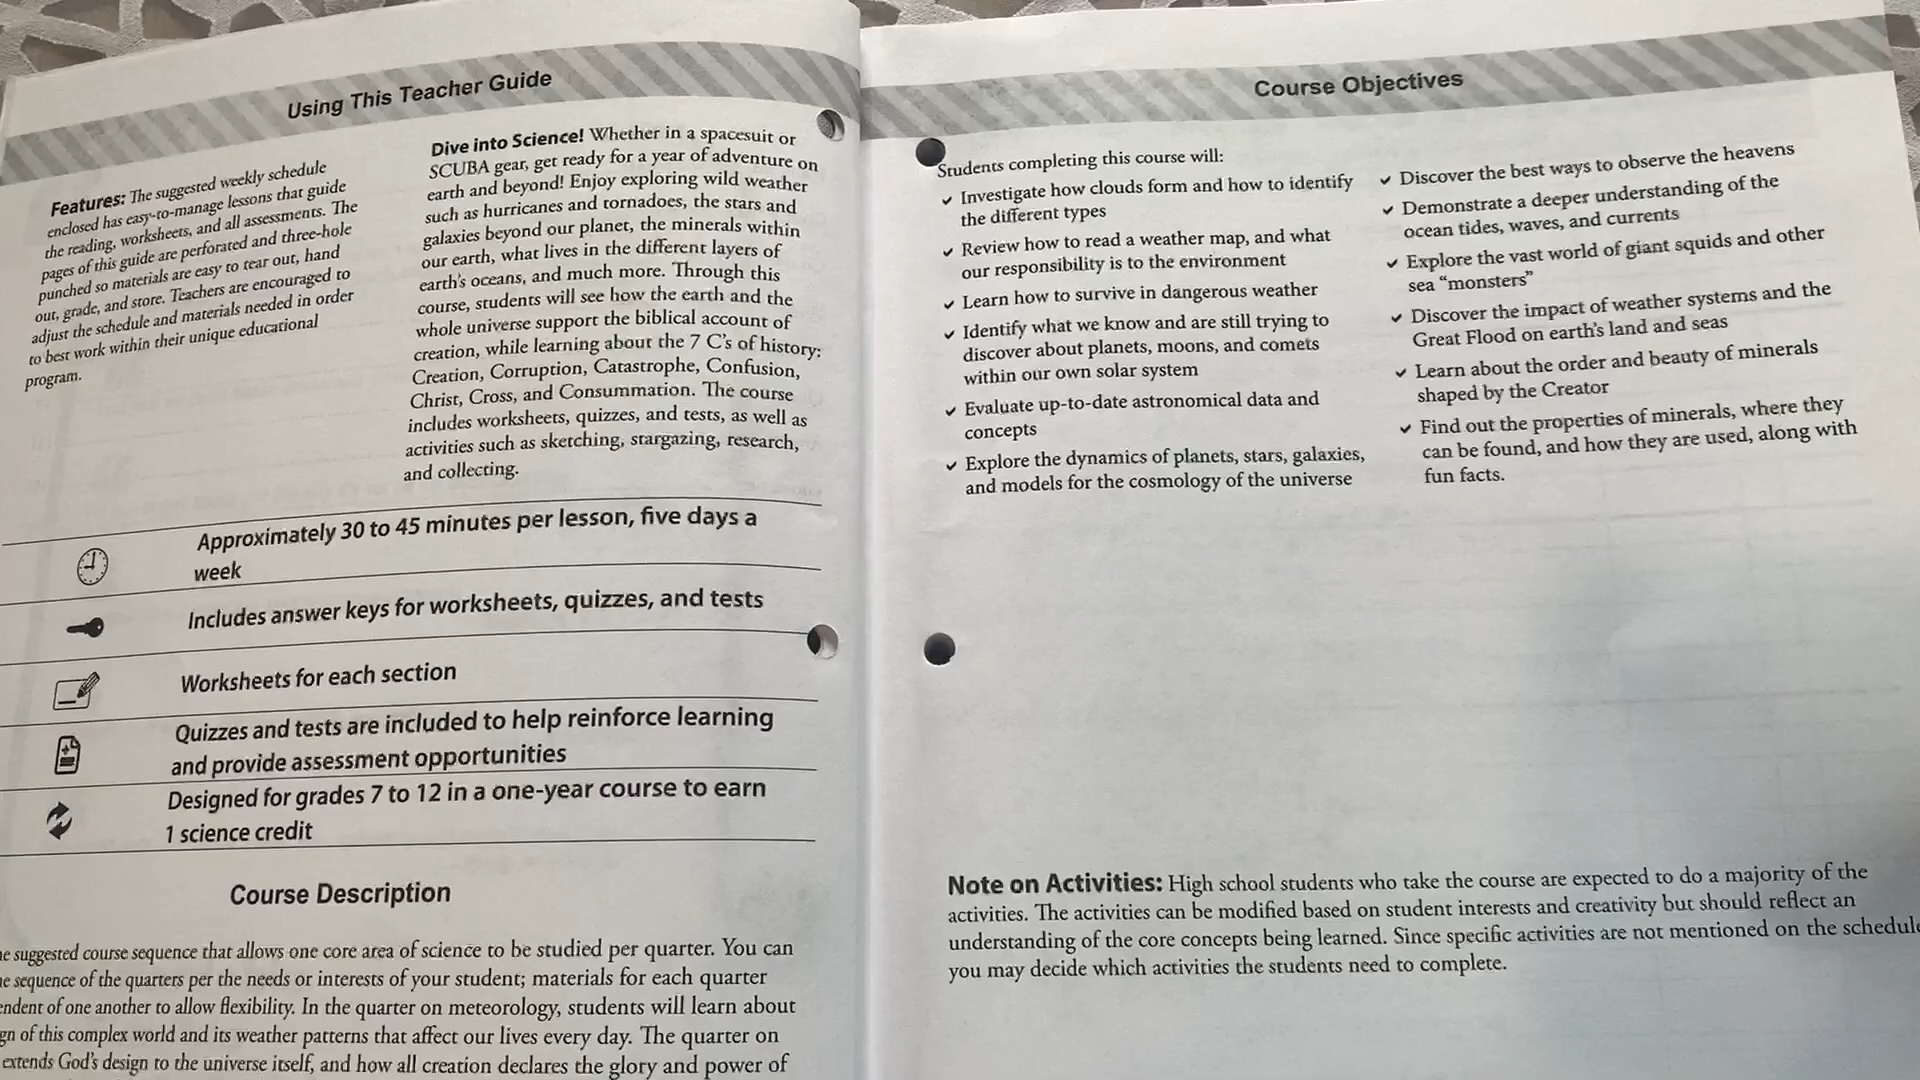 Using This Teacher Guide
Features: The suggested weekly schedule
enclosed has easy-to-manage lessons that guide
the reading, worksheets, and all assessments. The
pages of this guide are perforated and three-hole
punched so materials are easy to tear out, hand
out, grade, and store. Teachers are encouraged to
adjust the schedule and materials needed in order
to best work within their unique educational
program.
Dive into Science! Whether in a spacesuit or
SCUBA gear, get ready for a year of adventure on
earth and beyond! Enjoy exploring wild weather
such as hurricanes and tornadoes, the stars and
galaxies beyond our planet, the minerals within
our earth, what lives in the different layers of
earth's oceans, and much more. Through this
course, students will see how the earth and the
whole universe support the biblical account of
creation, while learning about the 7 C's of history:
Creation, Corruption, Catastrophe, Confusion,
Christ, Cross, and Consummation. The course
includes worksheets, quizzes, and tests, as well as
activities such as sketching, stargazing, research,
and collecting.
Approximately 30 to 45 minutes per lesson, five days a
week
Includes answer keys for worksheets, quizzes, and tests
Worksheets for each section
Quizzes and tests are included to help reinforce learning
and provide assessment opportunities
Designed for grades 7 to 12 in a one-year course to earn
1 science credit
Course Description
suggested course sequence that allows one core area of science to be studied per quarter. You can
sequence of the quarters per the needs or interests of your student; materials for each quarter
of one another to allow flexibility. In the quarter on meteorology, students will learn about
of this complex world and its weather patterns that affect our lives every day. The quarter on
extends God's design to the universe itself, and how all creation declares the glory and power of
Course Objectives
Students completing this course will:
✓ Investigate how clouds form and how to identify
the different types
✓ Review how to read a weather map, and what
our responsibility is to the environment
✓ Learn how to survive in dangerous weather
✓ Identify what we know and are still trying to
discover about planets, moons, and comets
within our own solar system
✓ Evaluate up-to-date astronomical data and
concepts
✓ Explore the dynamics of planets, stars, galaxies,
and models for the cosmology of the universe
✓ Discover the best ways to observe the heavens
✓ Demonstrate a deeper understanding of the
ocean tides, waves, and currents
✓ Explore the vast world of giant squids and other
sea "monsters"
✓ Discover the impact of weather systems and the
Great Flood on earth's land and seas
✓ Learn about the order and beauty of minerals
shaped by the Creator
✓ Find out the properties of minerals, where they
can be found, and how they are used, along with
fun facts.
Note on Activities: High school students who take the course are expected to do a majority of the
activities. The activities can be modified based on student interests and creativity but should reflect an
understanding of the core concepts being learned. Since specific activities are not mentioned on the schedule
you may decide which activities the students need to complete.